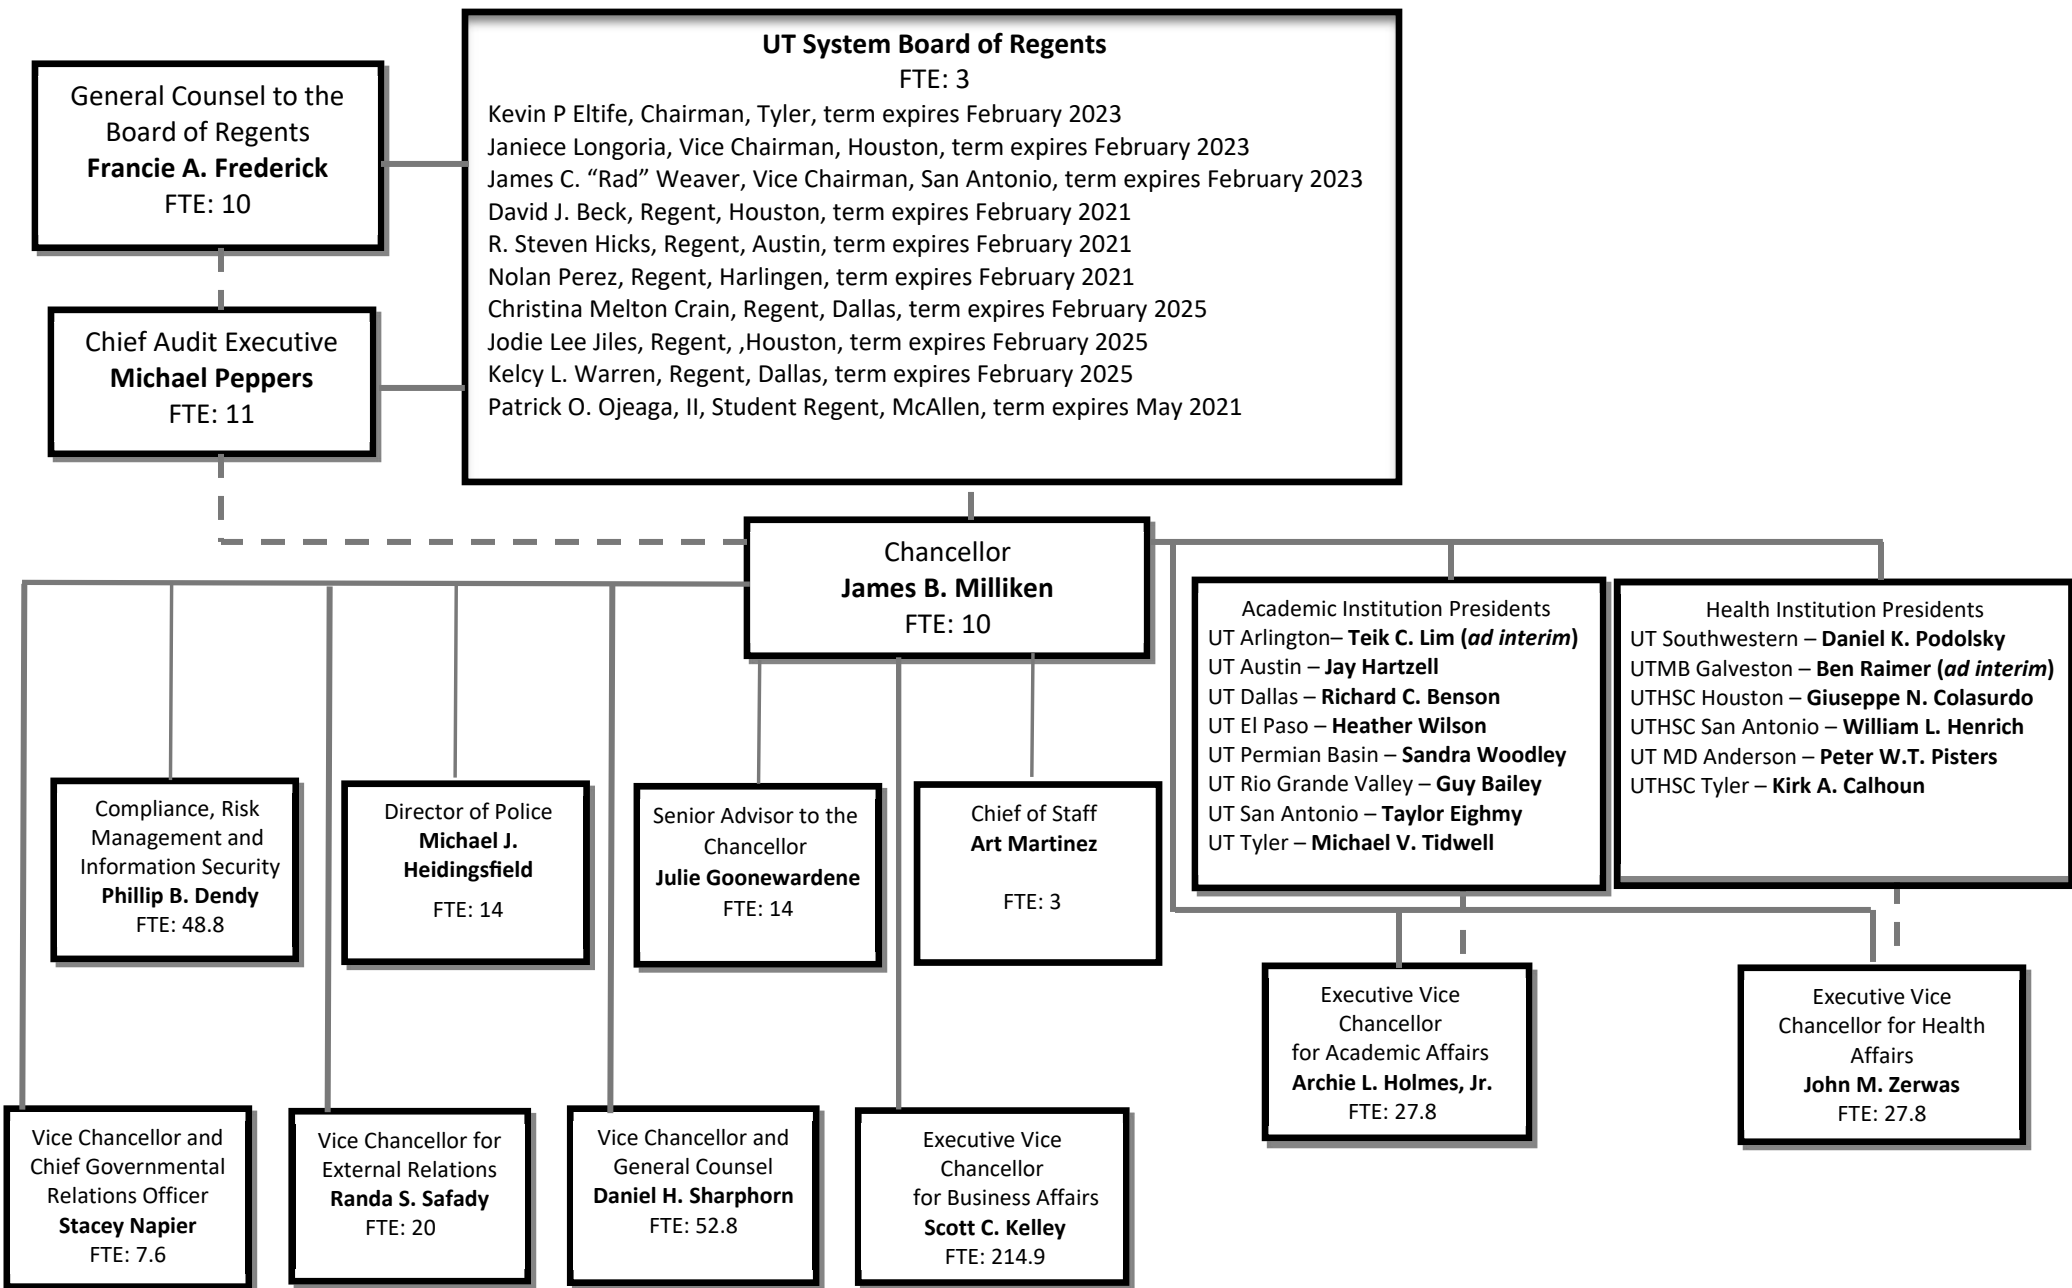 UT System Board of Regents
FTE: 3
Kevin P Eltife, Chairman, Tyler, term expires February 2023
Janiece Longoria, Vice Chairman, Houston, term expires February 2023
James C. “Rad” Weaver, Vice Chairman, San Antonio, term expires February 2023
David J. Beck, Regent, Houston, term expires February 2021
R. Steven Hicks, Regent, Austin, term expires February 2021
Nolan Perez, Regent, Harlingen, term expires February 2021
Christina Melton Crain, Regent, Dallas, term expires February 2025
Jodie Lee Jiles, Regent, ,Houston, term expires February 2025
Kelcy L. Warren, Regent, Dallas, term expires February 2025
Patrick O. Ojeaga, II, Student Regent, McAllen, term expires May 2021
General Counsel to the
Board of Regents
Francie A. Frederick
FTE: 10
Chief Audit Executive
Michael Peppers
FTE: 11
Chancellor
James B. Milliken
FTE: 10
Academic Institution Presidents
UT Arlington– Teik C. Lim (ad interim)
UT Austin – Jay Hartzell
UT Dallas – Richard C. Benson
UT El Paso – Heather Wilson
UT Permian Basin – Sandra Woodley
UT Rio Grande Valley – Guy Bailey
UT San Antonio – Taylor Eighmy
UT Tyler – Michael V. Tidwell
Health Institution Presidents
UT Southwestern – Daniel K. Podolsky
UTMB Galveston – Ben Raimer (ad interim)
UTHSC Houston – Giuseppe N. Colasurdo
UTHSC San Antonio – William L. Henrich
UT MD Anderson – Peter W.T. Pisters
UTHSC Tyler – Kirk A. Calhoun
Compliance, Risk
Management and
Information Security
Phillip B. Dendy
FTE: 48.8
Director of Police
Michael J.
Heidingsfield
FTE: 14
Senior Advisor to the
Chancellor
Julie Goonewardene
FTE: 14
Chief of Staff
Art Martinez
FTE: 3
Executive Vice
Chancellor
for Academic Affairs
Archie L. Holmes, Jr.
FTE: 27.8
Executive Vice
Chancellor for Health
Affairs
John M. Zerwas
FTE: 27.8
Vice Chancellor and
Chief Governmental
Relations Officer
Stacey Napier
FTE: 7.6
Vice Chancellor for
External Relations
Randa S. Safady
FTE: 20
Vice Chancellor and
General Counsel
Daniel H. Sharphorn
FTE: 52.8
Executive Vice
Chancellor
for Business Affairs
Scott C. Kelley
FTE: 214.9